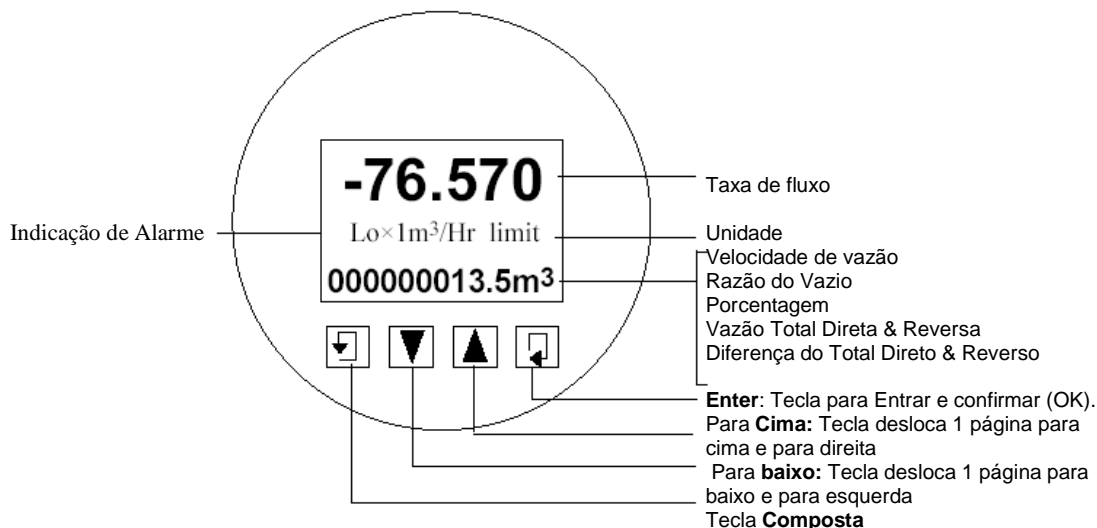 -76.570
Taxa de fluxo
Indicação de Alarme
Lo×1m³/Hr limit
Unidade
000000013.5m³
Velocidade de vazão
Razão do Vazio
Porcentagem
Vazão Total Direta & Reversa
Diferença do Total Direto & Reverso
Enter: Tecla para Entrar e confirmar (OK).
Para Cima: Tecla desloca 1 página para
cima e para direita
Para baixo: Tecla desloca 1 página para
baixo e para esquerda
Tecla Composta